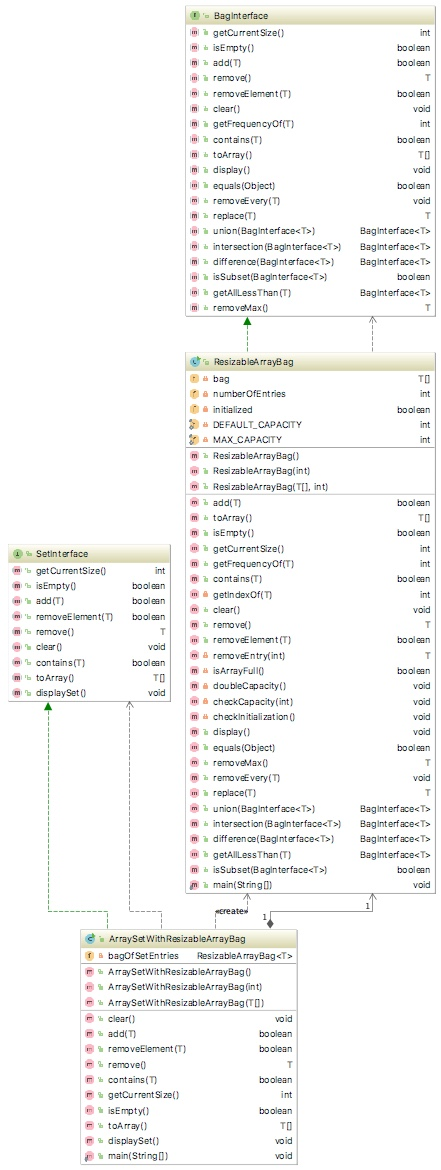 BagInterface
getCurrentSize() int
isEmpty() boolean
add(T) boolean
remove() T
removeElement(T) boolean
clear() void
getFrequencyOf(T) int
contains(T) boolean
toArray() T[]
display() void
equals(Object) boolean
removeEvery(T) void
replace(T) T
union(BagInterface<T>) BagInterface<T>
intersection(BagInterface<T>) BagInterface<T>
difference(BagInterface<T>) BagInterface<T>
isSubset(BagInterface<T>) boolean
getAllLessThan(T) BagInterface<T>
removeMax() T
ResizableArrayBag
bag T[]
numberOfEntries int
initialized boolean
DEFAULT_CAPACITY int
MAX_CAPACITY int
ResizableArrayBag()
ResizableArrayBag(int)
ResizableArrayBag(T[], int)
add(T) boolean
toArray() T[]
isEmpty() boolean
getCurrentSize() int
getFrequencyOf(T) int
contains(T) boolean
getIndexOf(T) int
clear() void
remove() T
removeElement(T) boolean
removeEntry(int) T
isArrayFull() boolean
doubleCapacity() void
checkCapacity(int) void
checkInitialization() void
display() void
equals(Object) boolean
removeMax() T
removeEvery(T) void
replace(T) T
union(BagInterface<T>) BagInterface<T>
intersection(BagInterface<T>) BagInterface<T>
difference(BagInterface<T>) BagInterface<T>
getAllLessThan(T) BagInterface<T>
isSubset(BagInterface<T>) boolean
main(String[]) void
SetInterface
getCurrentSize() int
isEmpty() boolean
add(T) boolean
removeElement(T) boolean
remove() T
clear() void
contains(T) boolean
toArray() T[]
displaySet() void
«create»
1
1
ArraySetWithResizableArrayBag
bagOfSetEntries ResizableArrayBag<T>
ArraySetWithResizableArrayBag()
ArraySetWithResizableArrayBag(int)
ArraySetWithResizableArrayBag(T[])
clear() void
add(T) boolean
removeElement(T) boolean
remove() T
contains(T) boolean
getCurrentSize() int
isEmpty() boolean
toArray() T[]
displaySet() void
main(String[]) void